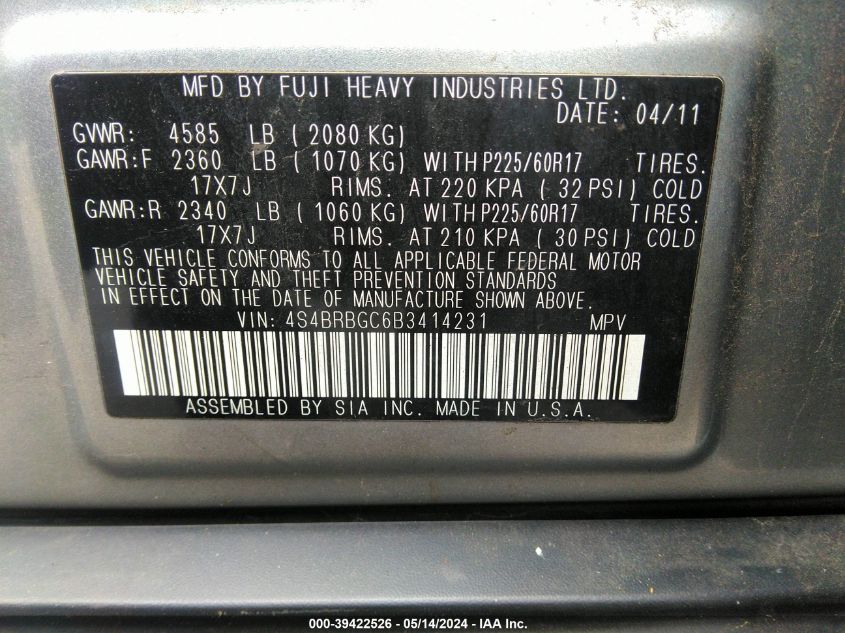 MFD BY FUJI HEAVY INDUSTRIES LTD.
DATE: 04/11
GVWR: 4585 LB ( 2080 KG)
GAWR:F 2360 LB ( 1070 KG) WITH P225/60R17 TIRES.
17X7J RIMS. AT 220 KPA ( 32 PSI) COLD
GAWR:R 2340 LB ( 1060 KG) WITH P225/60R17 TIRES.
17X7J RIMS. AT 210 KPA ( 30 PSI) COLD
THIS VEHICLE CONFORMS TO ALL APPLICABLE FEDERAL MOTOR
VEHICLE SAFETY AND THEFT PREVENTION STANDARDS
IN EFFECT ON THE DATE OF MANUFACTURE SHOWN ABOVE.
VIN: 4S4BRBGC6B3414231 MPV
ASSEMBLED BY SIA INC. MADE IN U.S.A.
000-39422526 - 05/14/2024 - IAA Inc.